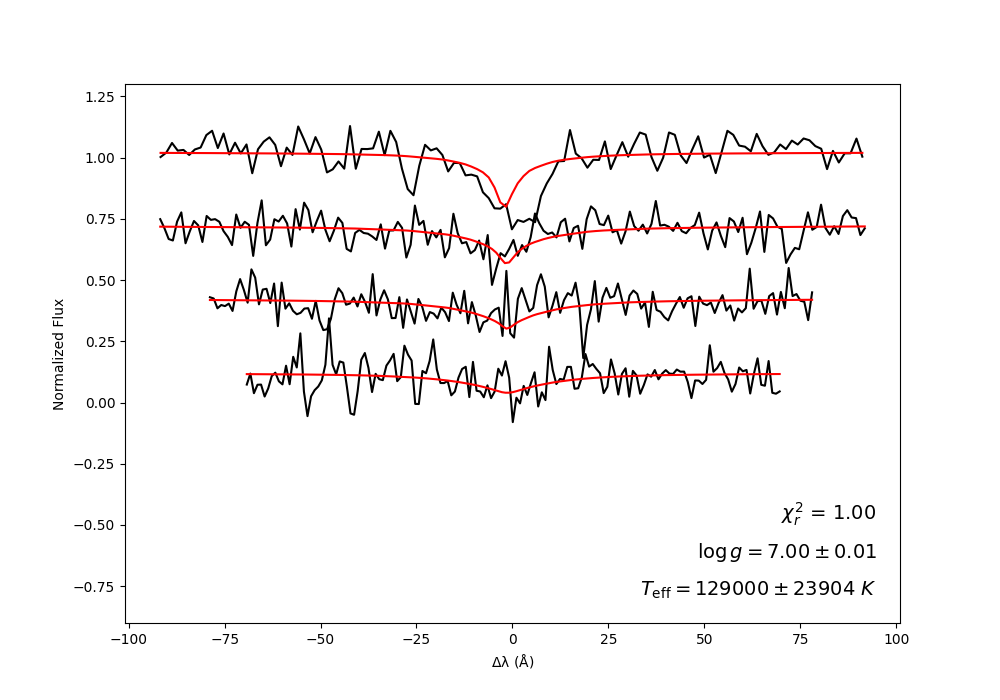 1.25
1.00
0.75
0.50
0.25
0.00
−0.25
−0.50
−0.75
Normalized Flux
χ²ᵣ = 1.00
log g = 7.00 ± 0.01
T_eff = 129000 ± 23904 K
−100 −75 −50 −25 0 25 50 75 100
Δλ (Å)